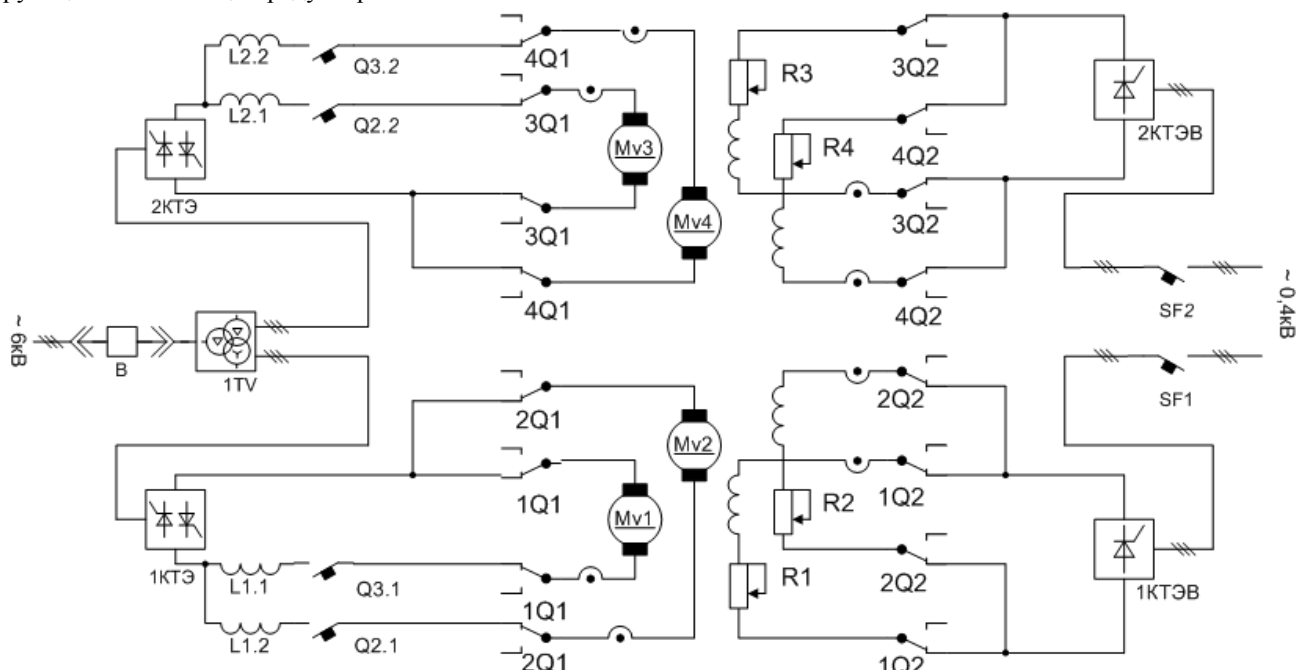 L2.2
Q3.2
4Q1
3Q2
R3
L2.1
Q2.2
3Q1
Mv3
R4
4Q2
2КТЭВ
2КТЭ
3Q1
Mv4
3Q2
4Q1
4Q2
SF2
~ 6кВ
В
1TV
~ 0,4кВ
2Q1
2Q2
SF1
Mv2
1Q1
1Q2
Mv1
R2
1КТЭ
L1.1
Q3.1
1Q1
R1
2Q2
1КТЭВ
L1.2
Q2.1
2Q1
1Q2